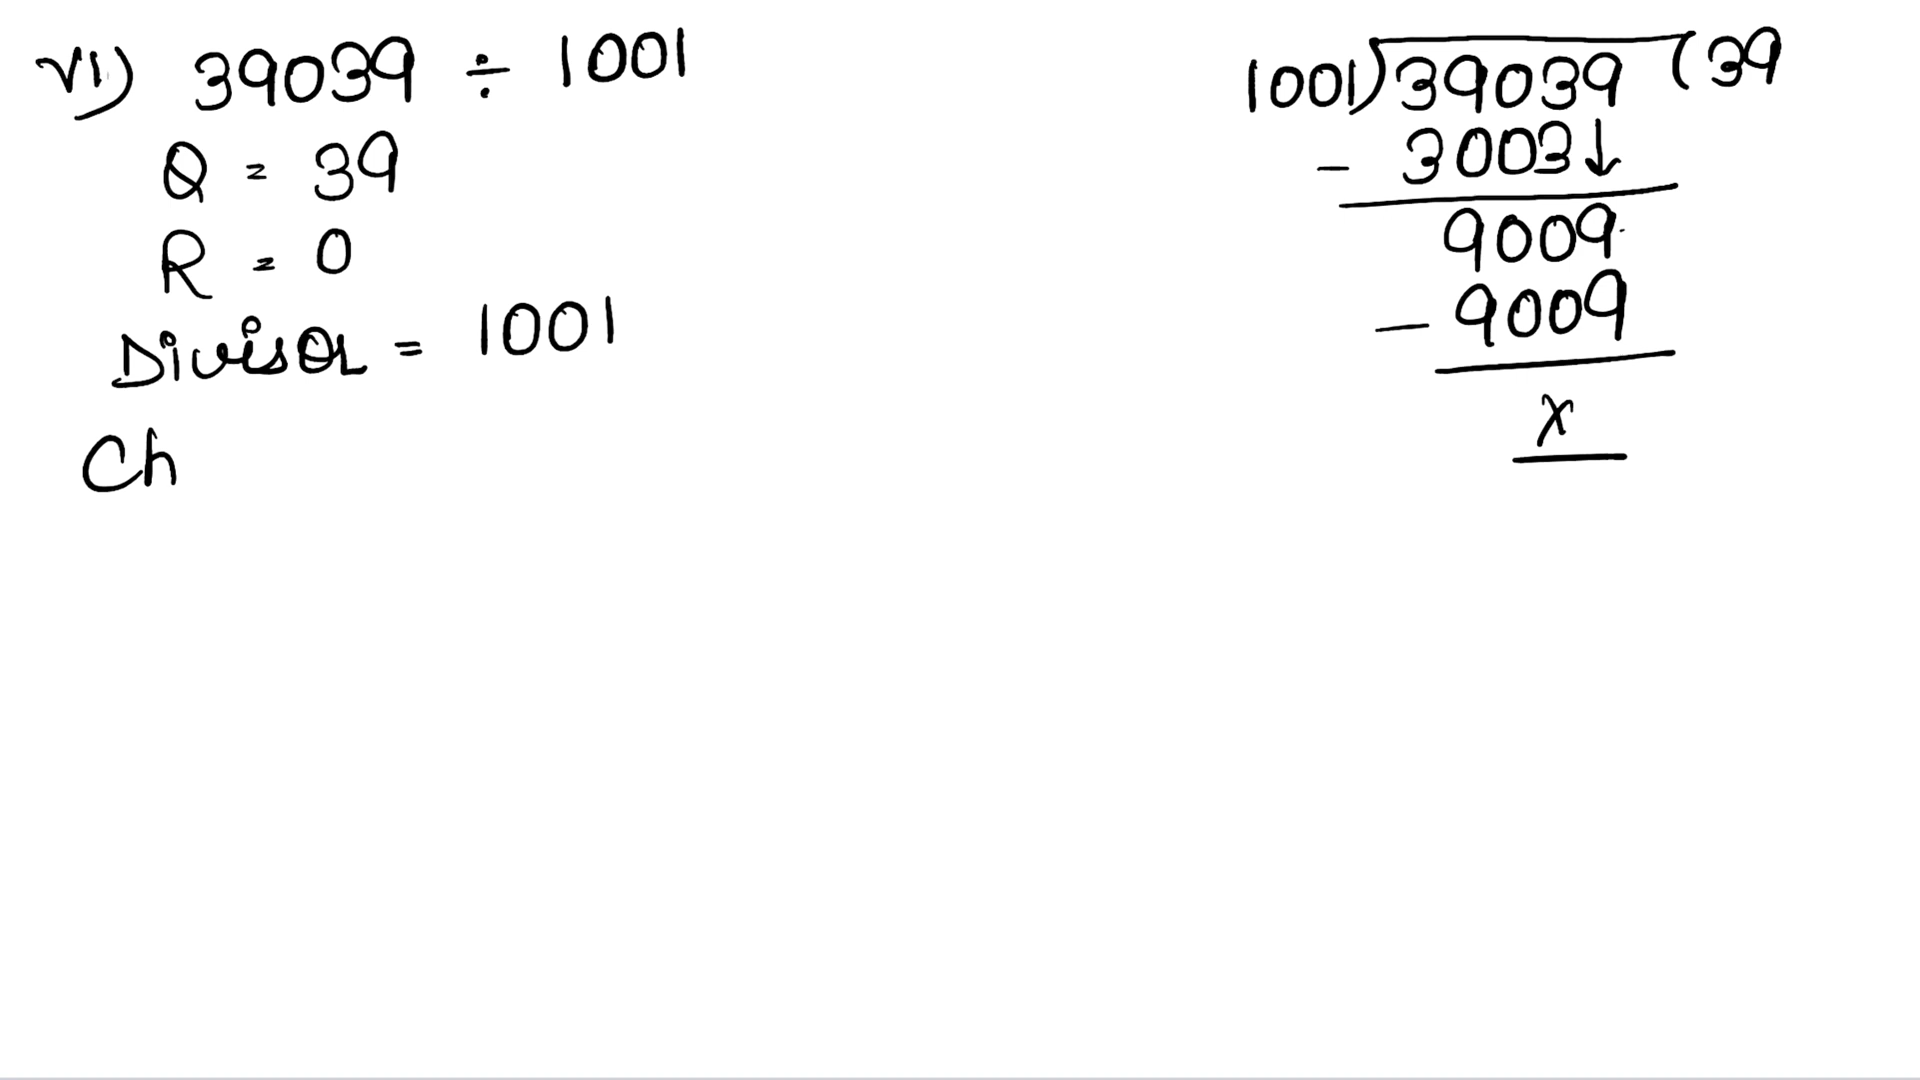 vi) 39039 ÷ 1001
Q = 39
R = 0
Divisor = 1001
Ch
1001)39039(39
- 3003↓
9009
- 9009
x